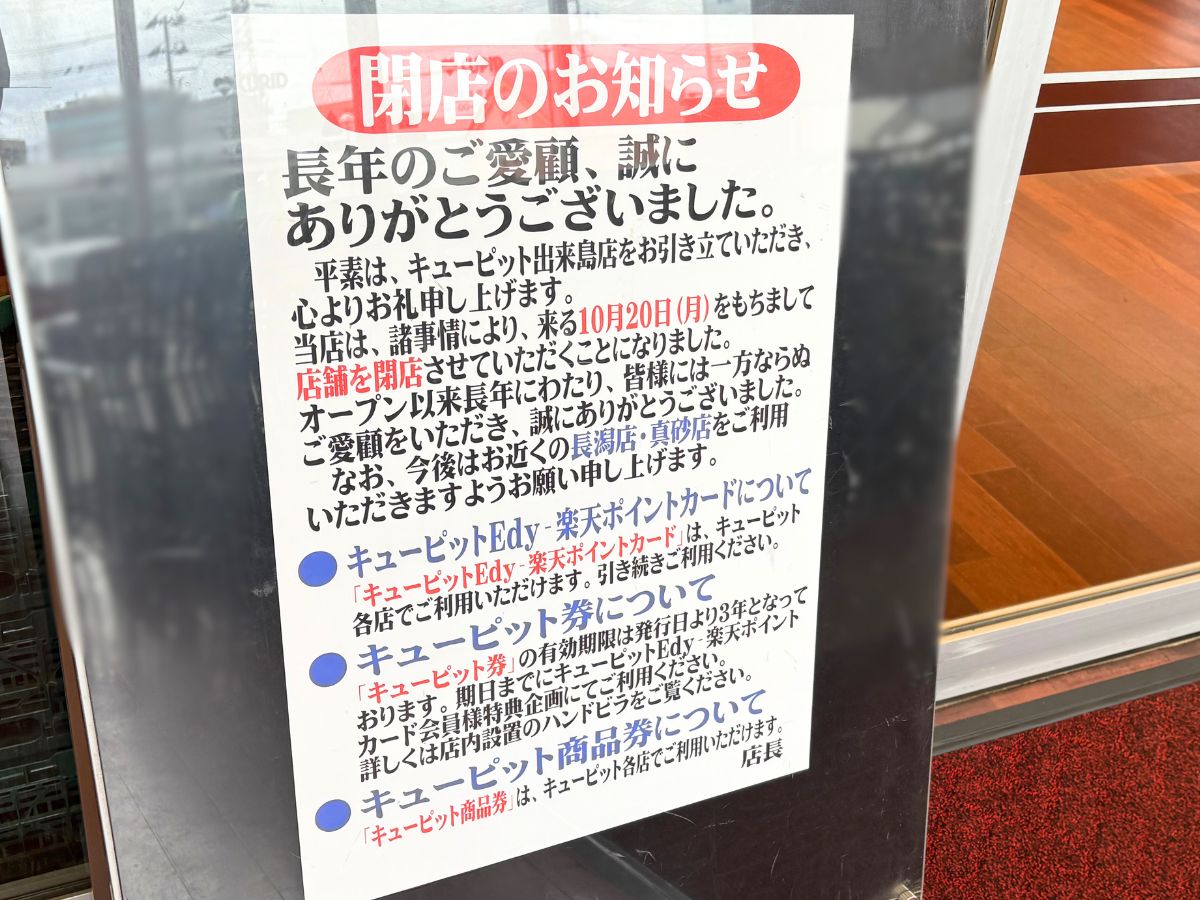 閉店のお知らせ
長年のご愛顧、誠に
ありがとうございました。
平素は、キューピット出来島店をお引き立ていただき、
心よりお礼申し上げます。
当店は、諸事情により、来る10月20日(月)をもちまして
店舗を閉店させていただくことになりました。
オープン以来長年にわたり、皆様には一方ならぬ
ご愛顧をいただき、誠にありがとうございました。
なお、今後はお近くの長潟店・真砂店をご利用
いただきますようお願い申し上げます。
●キューピットEdy-楽天ポイントカードについて
「キューピットEdy-楽天ポイントカード」は、キューピット
各店でご利用いただけます。引き続きご利用ください。
●キューピット券について
「キューピット券」の有効期限は発行日より3年となって
おります。期日までにキューピットEdy-楽天ポイント
カード会員様特典企画にてご利用ください。
詳しくは店内設置のハンドビラをご覧ください。
●キューピット商品券について
「キューピット商品券」は、キューピット各店でご利用いただけます。
店長